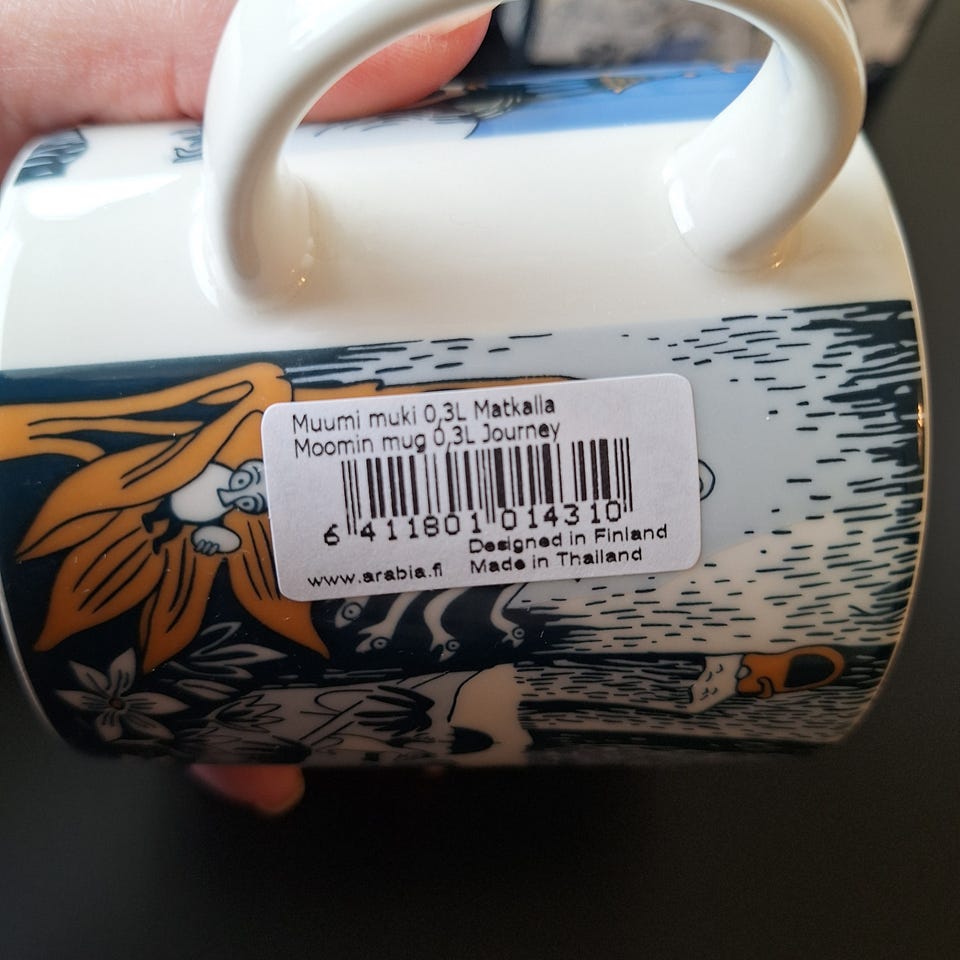 Muumi muki 0,3L Matkalla
Moomin mug 0,3L Journey
6 411801 014310
Designed in Finland
www.arabia.fi Made in Thailand